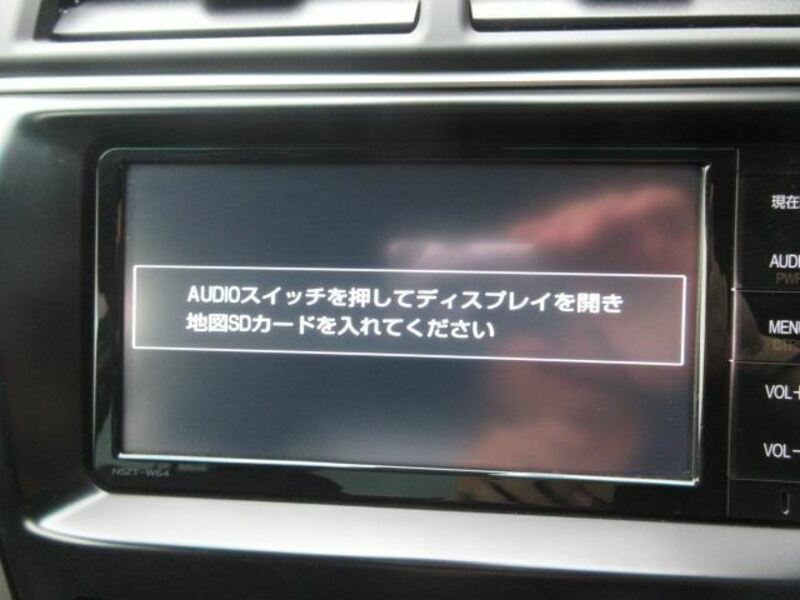 AUDIOスイッチを押してディスプレイを開き
地図SDカードを入れてください
現在
AUDI
PWR
MENU
CTRL
VOL+
VOL-
NSZT-W64